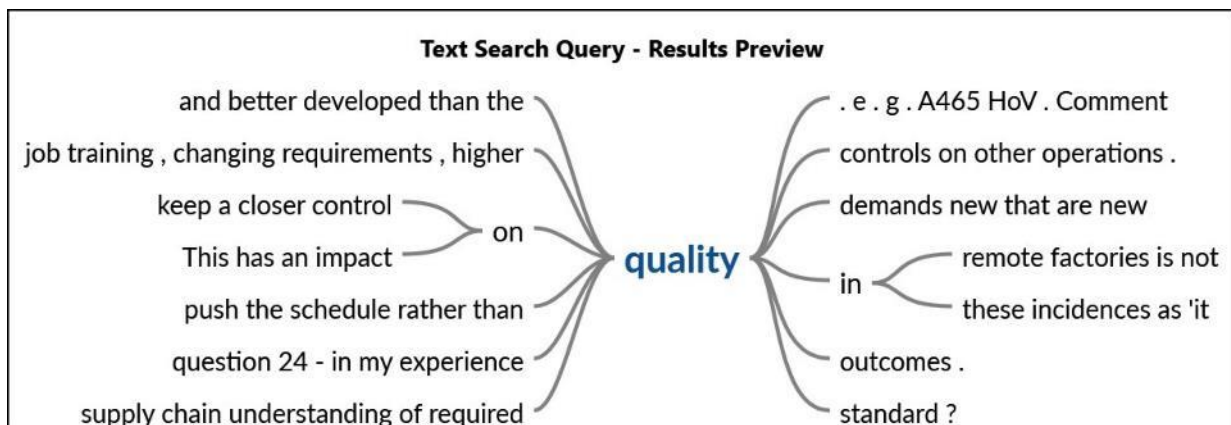 Text Search Query - Results Preview
and better developed than the
job training , changing requirements , higher
keep a closer control
This has an impact
on
push the schedule rather than
question 24 - in my experience
supply chain understanding of required
quality
. e . g . A465 HoV . Comment
controls on other operations .
demands new that are new
in
remote factories is not
these incidences as 'it
outcomes .
standard ?